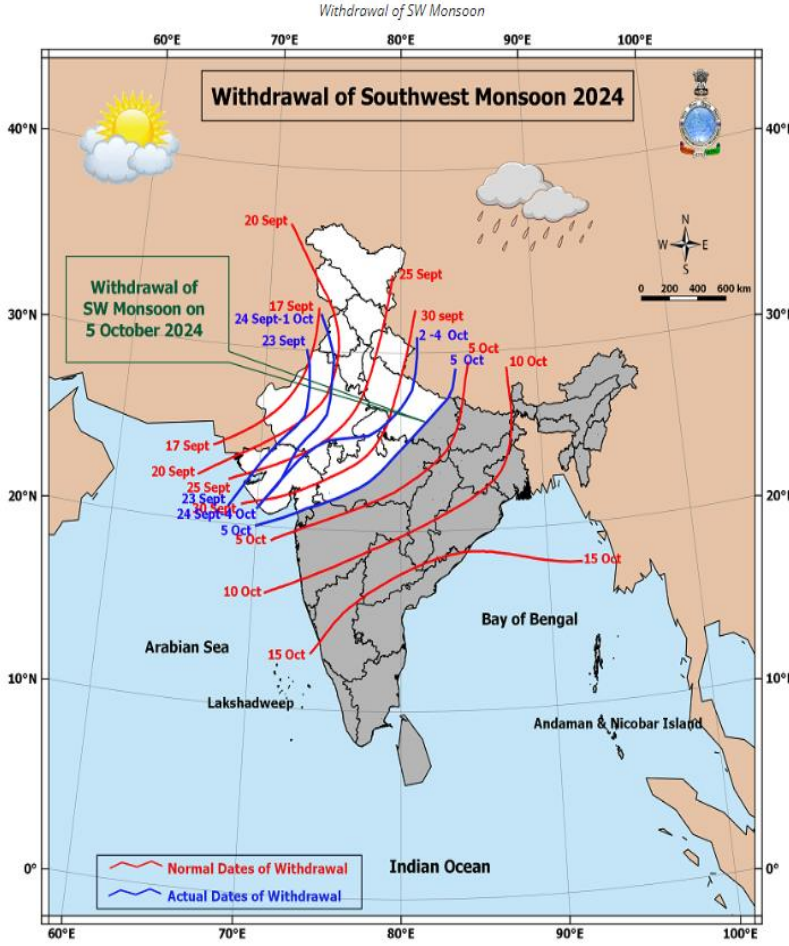 Withdrawal of SW Monsoon
60°E 70°E 80°E 90°E 100°E
Withdrawal of Southwest Monsoon 2024
40°N 40°N
N
W E
S
20 Sept
25 Sept
0 200 400 600 km
Withdrawal of
SW Monsoon on
5 October 2024
30°N 30°N
17 Sept
24 Sept-1 Oct
30 sept
23 Sept
2 -4 Oct
5 Oct
5 Oct
10 Oct
17 Sept
20 Sept
25 Sept
20°N 20°N
23 Sept
30 Sept
24 Sept-4 Oct
5 Oct
5 Oct
15 Oct
10 Oct
Bay of Bengal
Arabian Sea
15 Oct
10°N 10°N
Lakshadweep
Andaman & Nicobar Island
0° 0°
Indian Ocean
Normal Dates of Withdrawal
Actual Dates of Withdrawal
60°E 70°E 80°E 90°E 100°E